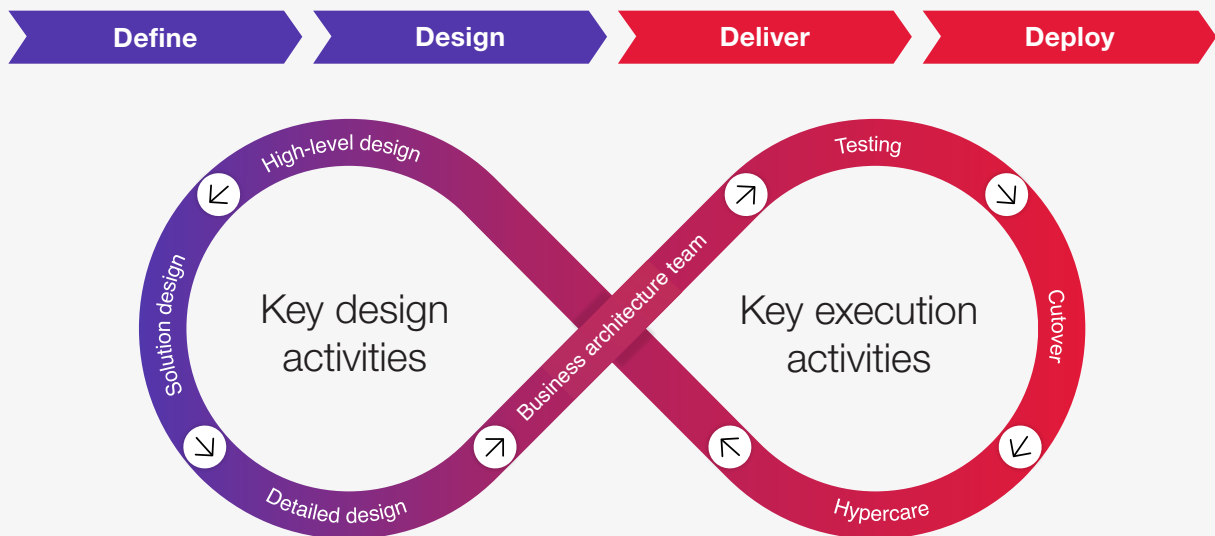 Define
Design
Deliver
Deploy
High-level design
Solution design
Detailed design
Key design
activities
Business architecture team
Testing
Cutover
Hypercare
Key execution
activities